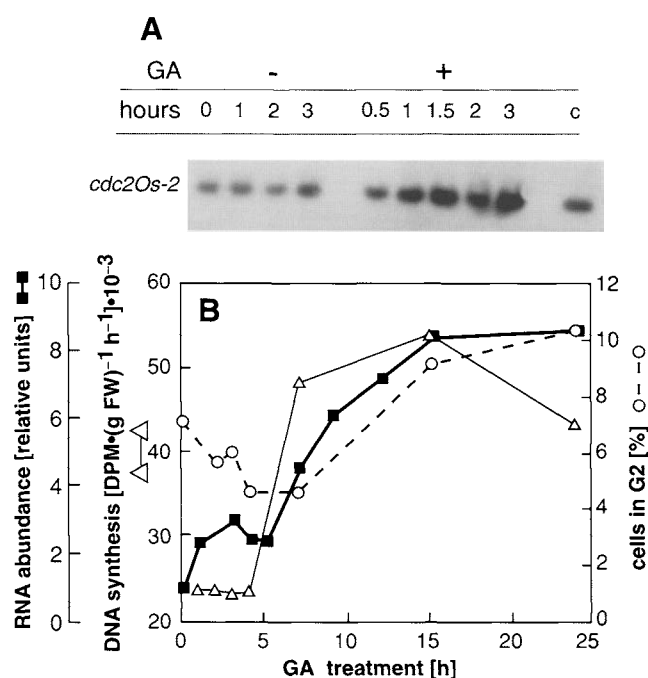 A
GA - +
hours 0 1 2 3 0.5 1 1.5 2 3 c
cdc2Os-2
B
RNA abundance [relative units]
10
8
6
4
2
0
DNA synthesis [DPM•(g FW)⁻¹ h⁻¹]•10⁻³
60
50
40
30
20
12
10
8
6
4
2
0
cells in G2 [%]
0 5 10 15 20 25
GA treatment [h]